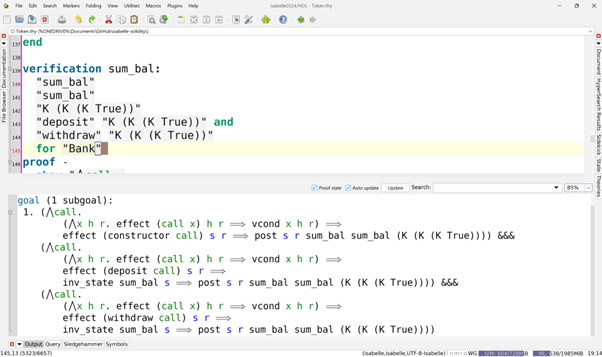 isabelle2024/HOL - Token.thy
File Edit Search Markers Folding View Utilities Macros Plugins Help
Token.thy (%ONEDRIVE%\Documents\GitHub\isabelle-solidity\)
137 end
138
139 verification sum_bal:
140 "sum_bal"
141 "sum_bal"
142 "K (K (K True))"
143 "deposit" "K (K (K True))" and
144 "withdraw" "K (K (K True))"
145 for "Bank"
146 proof -
File Browser Documentation
Documentation HyperSearch Results Sidekick State Theories
Proof state Auto update Update Search: 85%
goal (1 subgoal):
1. (⋀call.
(⋀x h r. effect (call x) h r ⟹ vcond x h r) ⟹
effect (constructor call) s r ⟹ post s r sum_bal sum_bal (K (K (K True)))) &&&
(⋀call.
(⋀x h r. effect (call x) h r ⟹ vcond x h r) ⟹
effect (deposit call) s r ⟹
inv_state sum_bal s ⟹ post s r sum_bal sum_bal (K (K (K True)))) &&&
(⋀call.
(⋀x h r. effect (call x) h r ⟹ vcond x h r) ⟹
effect (withdraw call) s r ⟹
inv_state sum_bal s ⟹ post s r sum_bal sum_bal (K (K (K True))))
Output Query Sledgehammer Symbols
145,13 (5323/6657) (isabelle,isabelle,UTF-8-Isabelle) 19:14